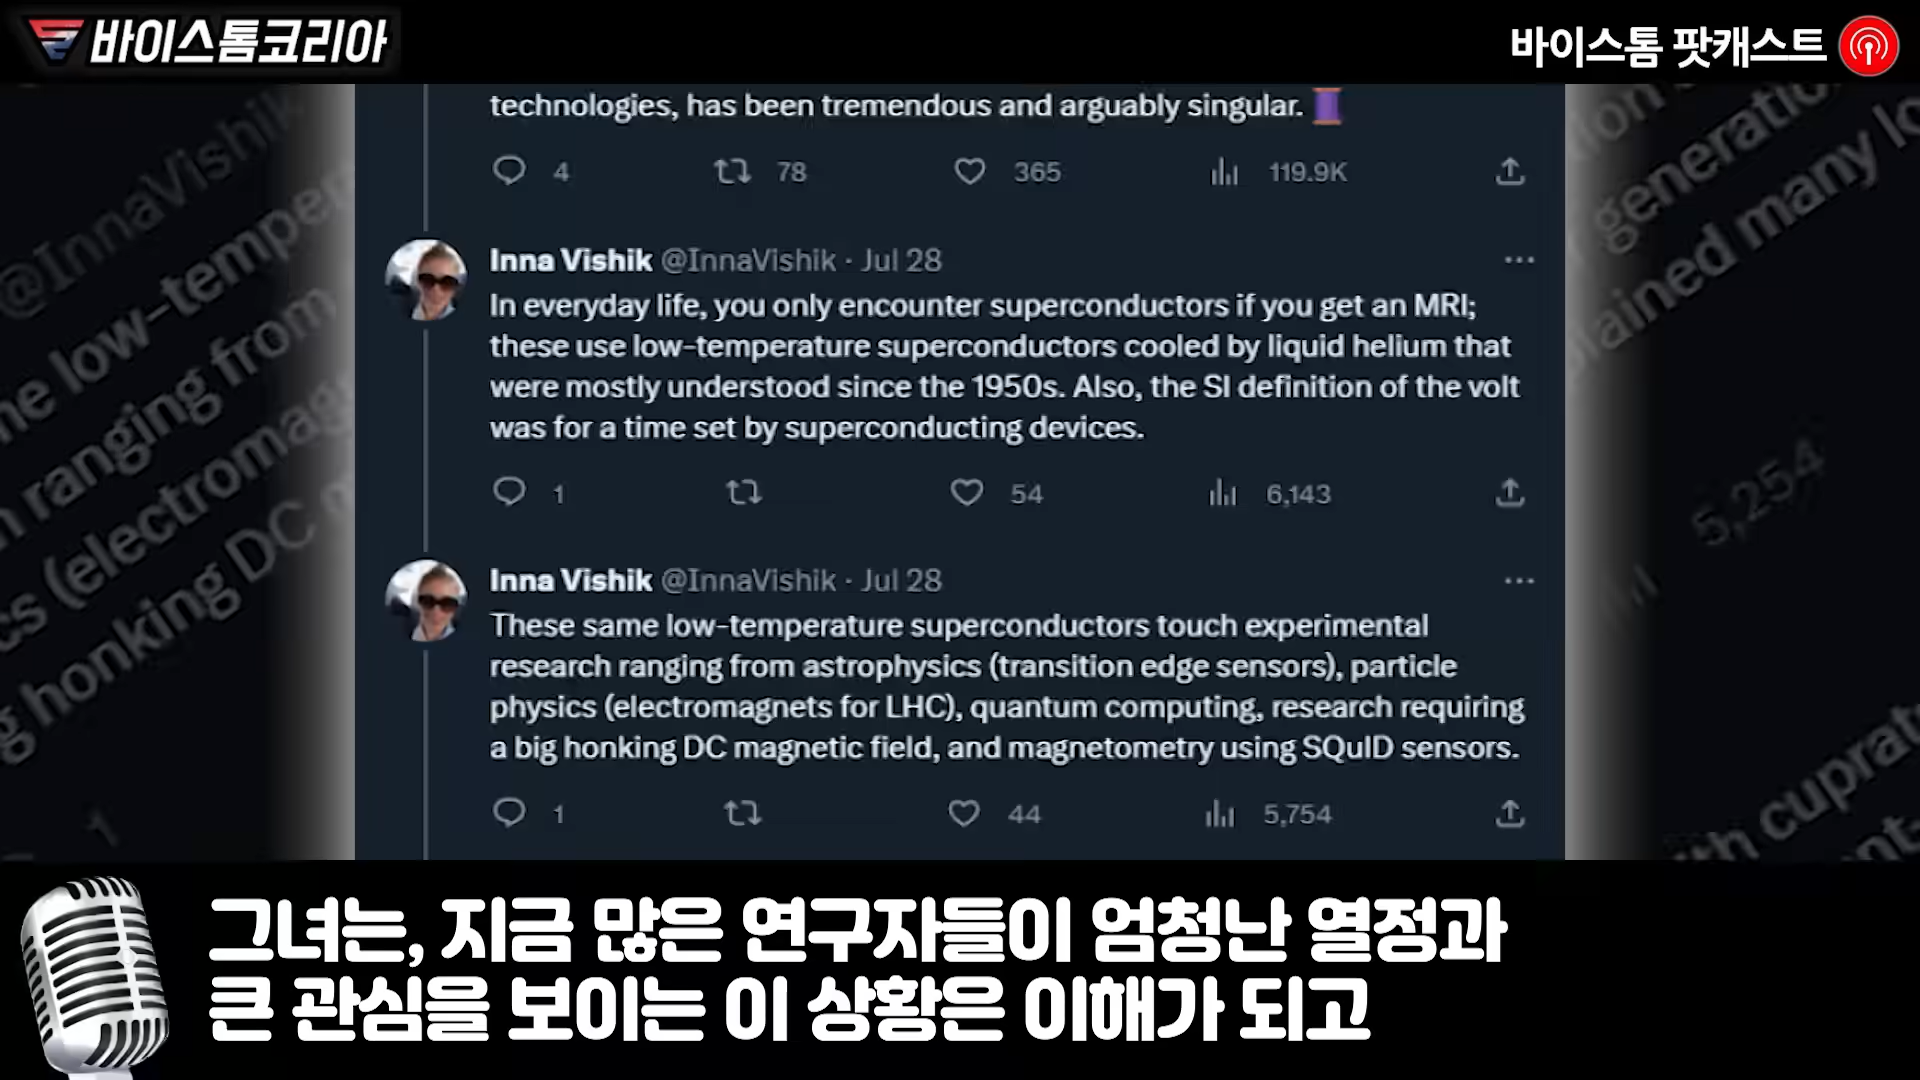 바이스톰코리아
바이스톰 팟캐스트
technologies, has been tremendous and arguably singular.
4 78 365 119.9K
Inna Vishik @InnaVishik · Jul 28
In everyday life, you only encounter superconductors if you get an MRI;
these use low-temperature superconductors cooled by liquid helium that
were mostly understood since the 1950s. Also, the SI definition of the volt
was for a time set by superconducting devices.
1 54 6,143
Inna Vishik @InnaVishik · Jul 28
These same low-temperature superconductors touch experimental
research ranging from astrophysics (transition edge sensors), particle
physics (electromagnets for LHC), quantum computing, research requiring
a big honking DC magnetic field, and magnetometry using SQuID sensors.
1 44 5,754
그녀는, 지금 많은 연구자들이 엄청난 열정과
큰 관심을 보이는 이 상황은 이해가 되고